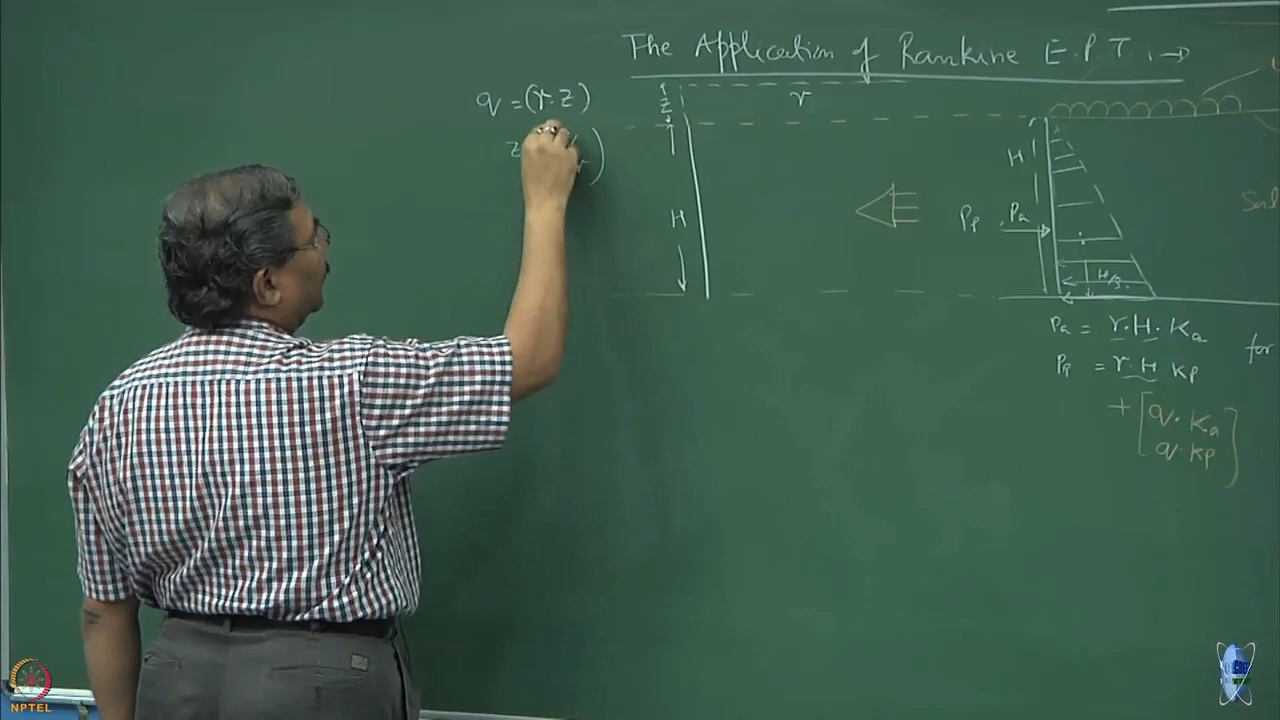 The Application of Rankine E.P.T. :→
q = (γ·z)
z
γ
H
H
z
Pp
Pa
H/3
Pa = γ·H·Ka
for
Pp = γ·H Kp
+ [q·Ka
q·Kp]
NPTEL